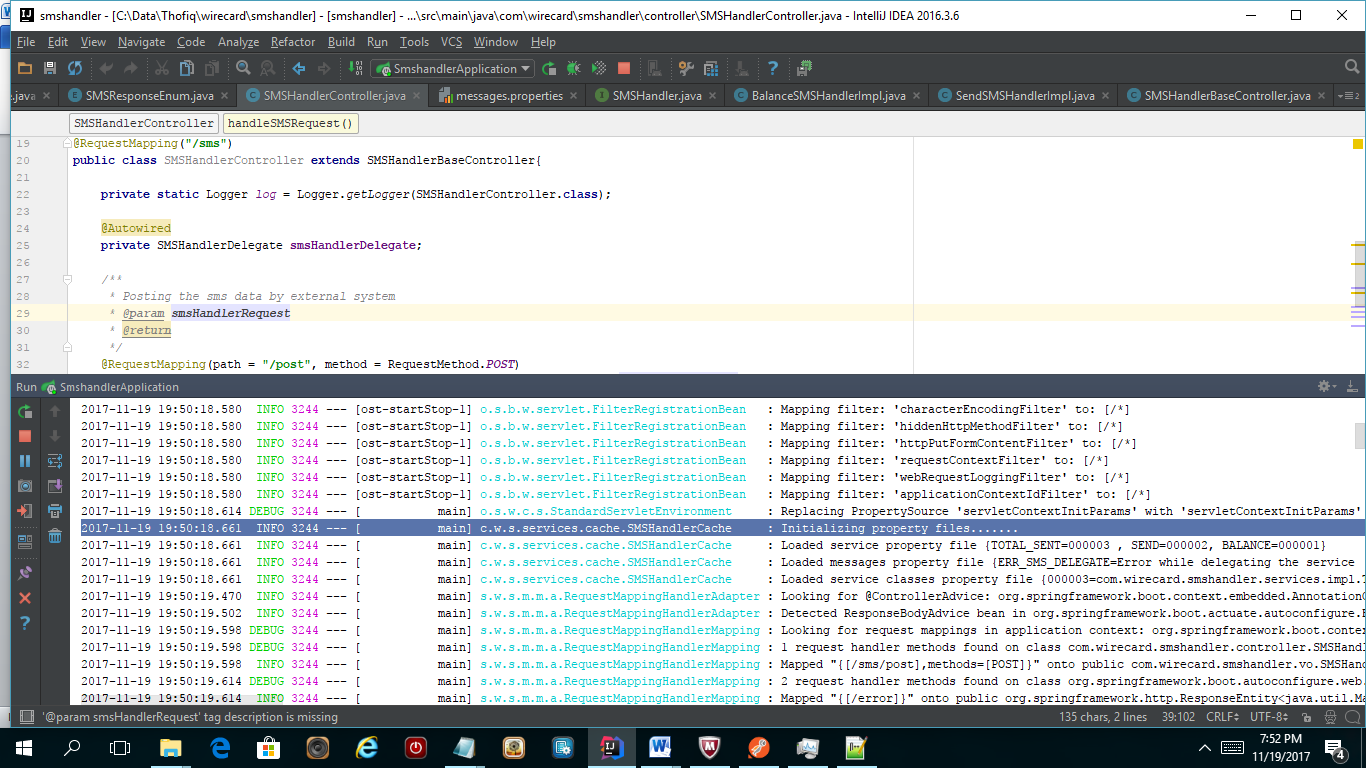 smshandler - [C:\Data\Thofiq\wirecard\smshandler] - [smshandler] - ...\src\main\java\com\wirecard\smshandler\controller\SMSHandlerController.java - IntelliJ IDEA 2016.3.6
File Edit View Navigate Code Analyze Refactor Build Run Tools VCS Window Help
SmshandlerApplication
.java SMSResponseEnum.java SMSHandlerController.java messages.properties SMSHandler.java BalanceSMSHandlerImpl.java SendSMSHandlerImpl.java SMSHandlerBaseController.java
SMSHandlerController handleSMSRequest()
19 @RequestMapping("/sms")
20 public class SMSHandlerController extends SMSHandlerBaseController{
21
22 private static Logger log = Logger.getLogger(SMSHandlerController.class);
23
24 @Autowired
25 private SMSHandlerDelegate smsHandlerDelegate;
26
27 /**
28 * Posting the sms data by external system
29 * @param smsHandlerRequest
30 * @return
31 */
32 @RequestMapping(path = "/post", method = RequestMethod.POST)
Run SmshandlerApplication
2017-11-19 19:50:18.580 INFO 3244 --- [ost-startStop-1] o.s.b.w.servlet.FilterRegistrationBean : Mapping filter: 'characterEncodingFilter' to: [/*]
2017-11-19 19:50:18.580 INFO 3244 --- [ost-startStop-1] o.s.b.w.servlet.FilterRegistrationBean : Mapping filter: 'hiddenHttpMethodFilter' to: [/*]
2017-11-19 19:50:18.580 INFO 3244 --- [ost-startStop-1] o.s.b.w.servlet.FilterRegistrationBean : Mapping filter: 'httpPutFormContentFilter' to: [/*]
2017-11-19 19:50:18.580 INFO 3244 --- [ost-startStop-1] o.s.b.w.servlet.FilterRegistrationBean : Mapping filter: 'requestContextFilter' to: [/*]
2017-11-19 19:50:18.580 INFO 3244 --- [ost-startStop-1] o.s.b.w.servlet.FilterRegistrationBean : Mapping filter: 'webRequestLoggingFilter' to: [/*]
2017-11-19 19:50:18.580 INFO 3244 --- [ost-startStop-1] o.s.b.w.servlet.FilterRegistrationBean : Mapping filter: 'applicationContextIdFilter' to: [/*]
2017-11-19 19:50:18.614 DEBUG 3244 --- [ main] o.s.w.c.s.StandardServletEnvironment : Replacing PropertySource 'servletContextInitParams' with 'servletContextInitParams'
2017-11-19 19:50:18.661 INFO 3244 --- [ main] c.w.s.services.cache.SMSHandlerCache : Initializing property files.......
2017-11-19 19:50:18.661 INFO 3244 --- [ main] c.w.s.services.cache.SMSHandlerCache : Loaded service property file {TOTAL_SENT=000003 , SEND=000002, BALANCE=000001}
2017-11-19 19:50:18.661 INFO 3244 --- [ main] c.w.s.services.cache.SMSHandlerCache : Loaded messages property file {ERR_SMS_DELEGATE=Error while delegating the service
2017-11-19 19:50:18.661 INFO 3244 --- [ main] c.w.s.services.cache.SMSHandlerCache : Loaded service classes property file {000003=com.wirecard.smshandler.services.impl.T
2017-11-19 19:50:19.470 INFO 3244 --- [ main] s.w.s.m.m.a.RequestMappingHandlerAdapter : Looking for @ControllerAdvice: org.springframework.boot.context.embedded.AnnotationC
2017-11-19 19:50:19.502 INFO 3244 --- [ main] s.w.s.m.m.a.RequestMappingHandlerAdapter : Detected ResponseBodyAdvice bean in org.springframework.boot.actuate.autoconfigure.E
2017-11-19 19:50:19.598 DEBUG 3244 --- [ main] s.w.s.m.m.a.RequestMappingHandlerMapping : Looking for request mappings in application context: org.springframework.boot.conte
2017-11-19 19:50:19.598 DEBUG 3244 --- [ main] s.w.s.m.m.a.RequestMappingHandlerMapping : 1 request handler methods found on class com.wirecard.smshandler.controller.SMSHandl
2017-11-19 19:50:19.598 INFO 3244 --- [ main] s.w.s.m.m.a.RequestMappingHandlerMapping : Mapped "{[/sms/post],methods=[POST]}" onto public com.wirecard.smshandler.vo.SMSHan
2017-11-19 19:50:19.614 DEBUG 3244 --- [ main] s.w.s.m.m.a.RequestMappingHandlerMapping : 2 request handler methods found on class org.springframework.boot.autoconfigure.web.
2017-11-19 19:50:19.614 INFO 3244 --- [ main] s.w.s.m.m.a.RequestMappingHandlerMapping : Mapped "{[/error]}" onto public org.springframework.http.ResponseEntity<java.util.Ma
'@param smsHandlerRequest' tag description is missing 135 chars, 2 lines 39:102 CRLF UTF-8
7:52 PM
11/19/2017
4